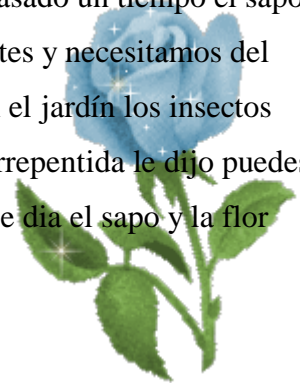 asado un tiempo el sapo
tes y necesitamos del
el jardín los insectos
rrepentida le dijo puedes
e dia el sapo y la flor